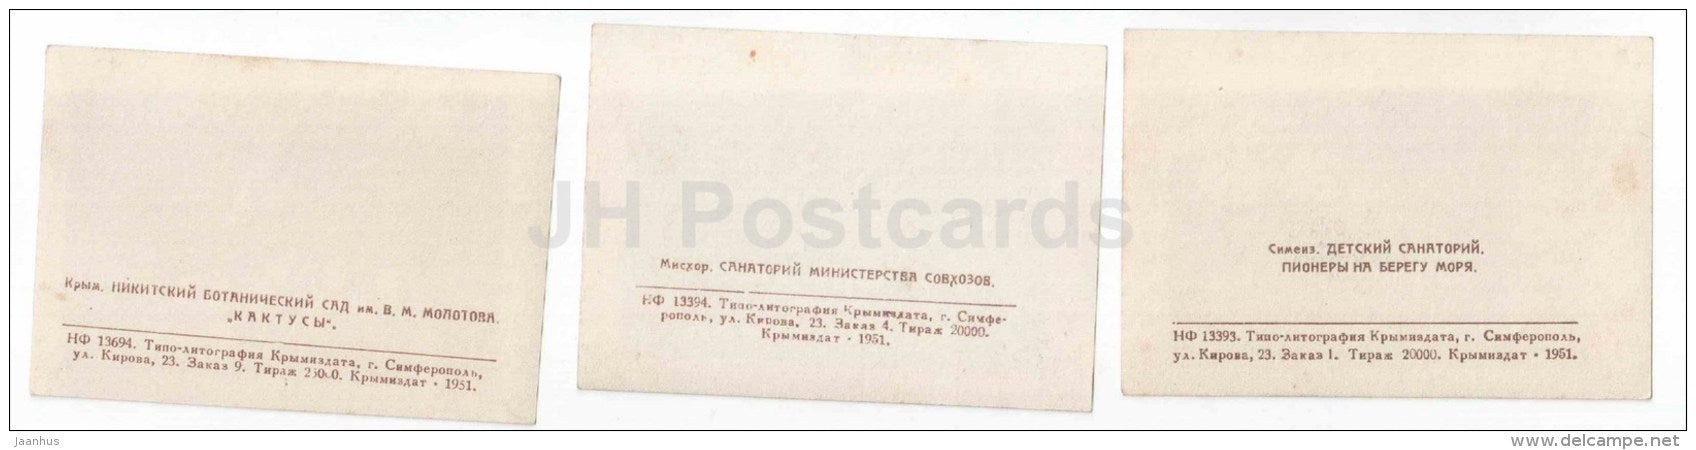 Крым. НИКИТСКИЙ БОТАНИЧЕСКИЙ САД им. В. М. МОЛОТОВА.
„КАКТУСЫ“.
НФ 13694. Типо-литография Крымиздата, г. Симферополь,
ул. Кирова, 23. Заказ 9. Тираж 25000. Крымиздат • 1951.
Мисхор. САНАТОРИЙ МИНИСТЕРСТВА СОВХОЗОВ.
НФ 13394. Типо-литография Крымиздата, г. Симфе-
рополь, ул. Кирова, 23. Заказ 4. Тираж 20000.
Крымиздат • 1951.
Симеиз. ДЕТСКИЙ САНАТОРИЙ.
ПИОНЕРЫ НА БЕРЕГУ МОРЯ.
НФ 13393. Типо-литография Крымиздата, г. Симферополь,
ул. Кирова, 23. Заказ 1. Тираж 20000. Крымиздат • 1951.
JH Postcards
jaanhus
www.delcampe.net